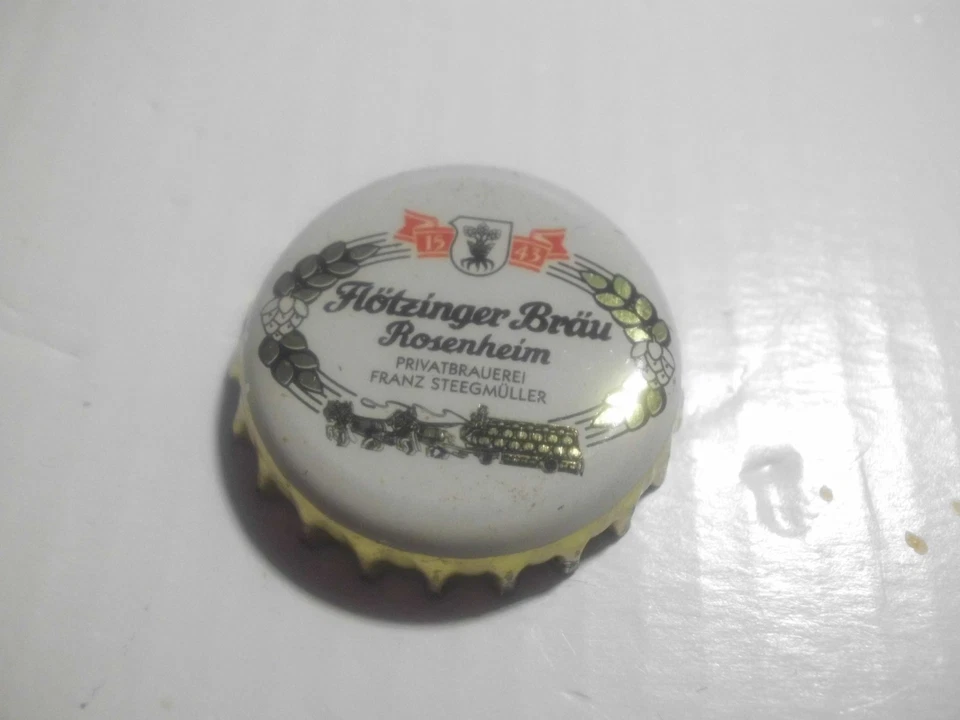 15 43
Flötzinger Bräu
Rosenheim
PRIVATBRAUEREI
FRANZ STEEGMÜLLER